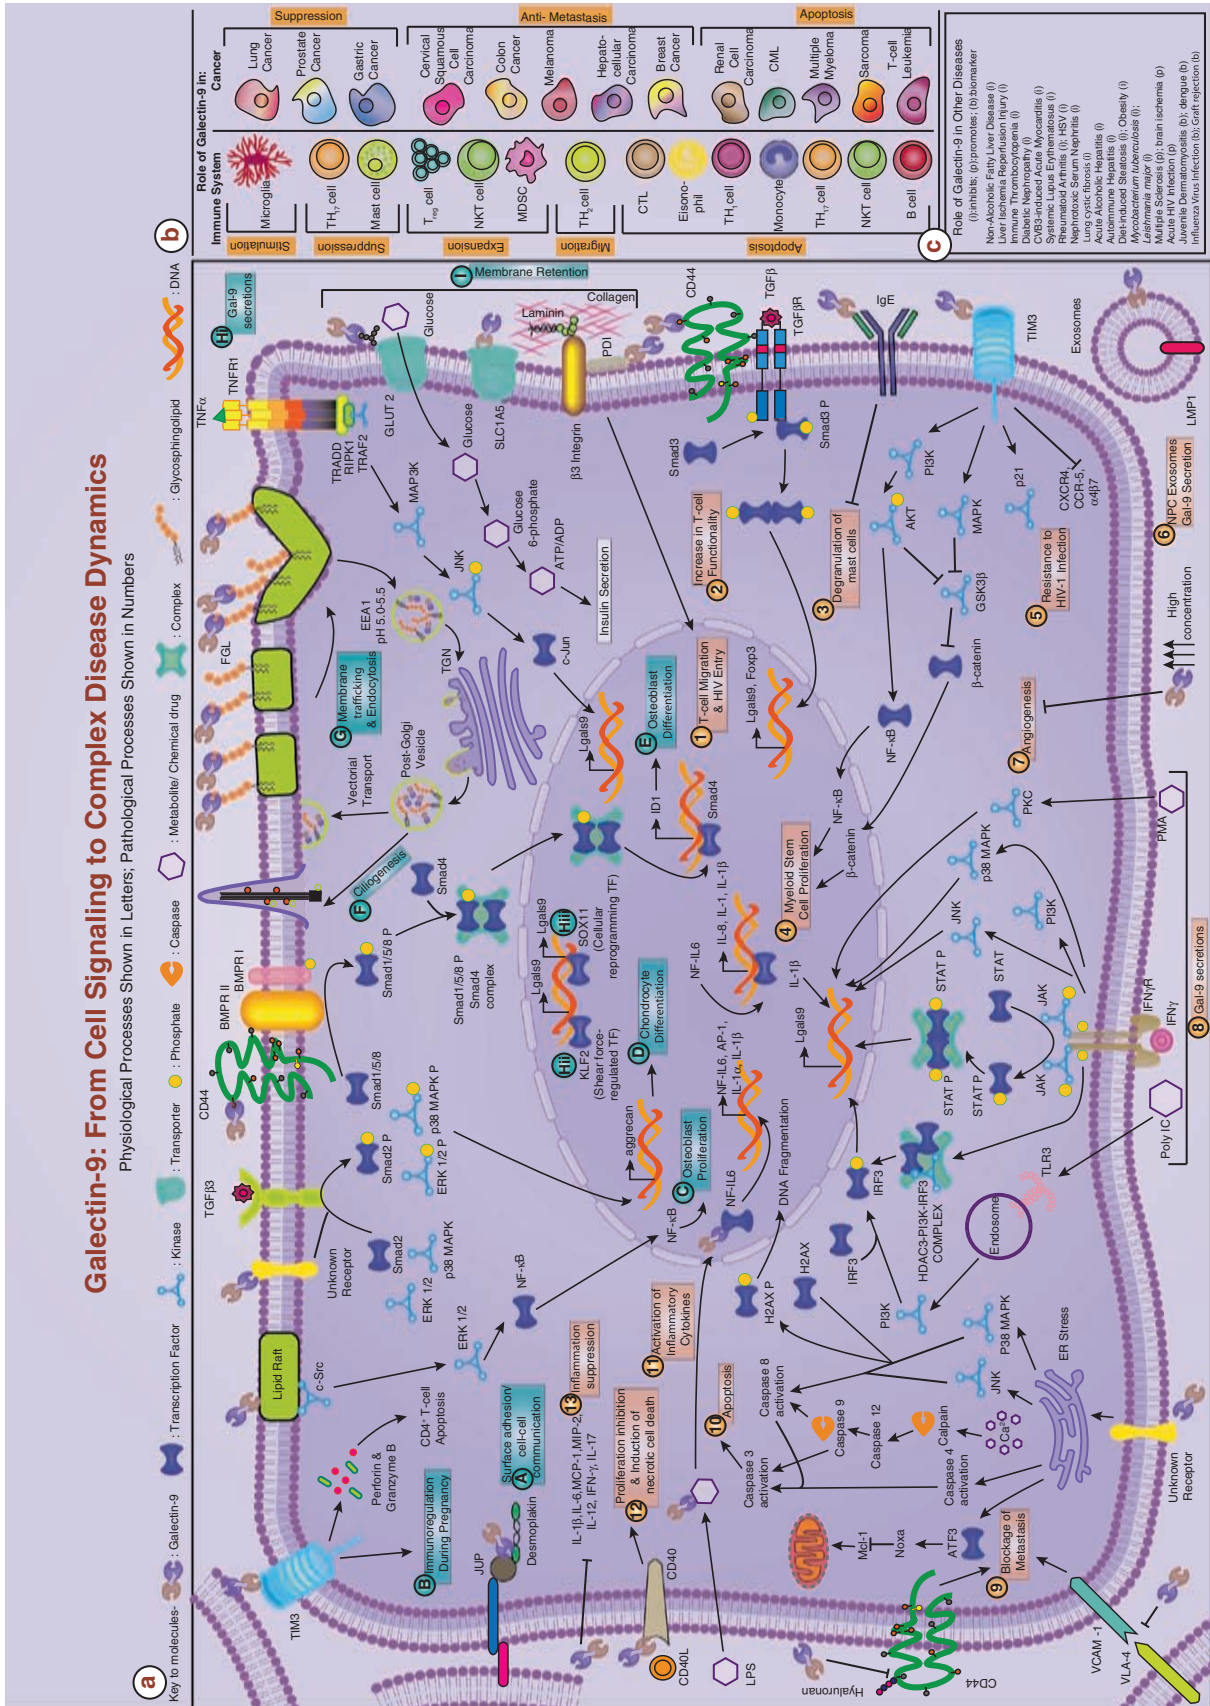 Galectin-9: From Cell Signaling to Complex Disease Dynamics
Physiological Processes Shown in Letters; Pathological Processes Shown in Numbers
a
Key to molecules-
: Galectin-9
: Transcription Factor
: Kinase
: Transporter
: Phosphate
: Caspase
: Metabolite/ Chemical drug
: Complex
: Glycosphingolipid
: DNA
TIM3
Perforin &
Granzyme B
CD4+ T-cell
Apoptosis
B
Immunoregulation
During Pregnancy
Lipid Raft
c-Src
ERK 1/2
NF-κB
Unknown
Receptor
TGFβ3
Smad2
Smad2 P
ERK 1/2
p38 MAPK
ERK 1/2 P
p38 MAPK P
CD44
BMPR II
BMPR I
Smad1/5/8
Smad1/5/8 P
Smad4
Smad1/5/8 P
Smad4
complex
F
Ciliogenesis
Vectorial
Transport
Post-Golgi
Vesicle
G
Membrane
trafficking
& Endocytosis
FGL
EEA1
pH 5.0-5.5
TGN
TNFα
TNFR1
TRADD
RIPK1
TRAF2
MAP3K
JNK
c-Jun
Hi
Gal-9
secretions
GLUT 2
Glucose
Glucose
Glucose
6-phosphate
ATP/ADP
Insulin Secretion
SLC1A5
I
Membrane Retention
Laminin
Collagen
β3 Integrin
PDI
JUP
Desmoplakin
A
Surface adhesion/
cell-cell
communication
IL-1β,IL-6,MCP-1,MIP-2,
IL-12, IFN-γ, IL-17
13
Inflammation
suppression
CD40L
CD40
12
Proliferation inhibition
& Induction of
necrotic cell death
11
Activation of
Inflammatory
Cytokines
LPS
NF-κB
C
Osteoblast
Proliferation
NF-IL6
NF-IL6, AP-1,
IL-1α, IL-1β
aggrecan
D
Chondrocyte
Differentiation
Hii
KLF2
(Shear force-
regulated TF)
Lgals9
Lgals9
Hiii
SOX11
(Cellular
reprogramming TF)
Lgals9
ID1
Smad4
E
Osteoblast
Differentiation
1
T-cell Migration
& HIV Entry
Lgals9, Foxp3
NF-IL6
IL-8, IL-1, IL-1β
IL-1β
4
Myeloid Stem
Cell Proliferation
NF-κB
β-catenin
Lgals9
DNA Fragmentation
CD44
TGFβ
TGFβR
Smad3
Smad3 P
2
Increase in T-cell
Functionality
IgE
3
Degranulation of
mast cells
TIM3
PI3K
AKT
MAPK
p21
CXCR4,
CCR-5,
α4β7
GSK3β
β-catenin
NF-κB
5
Resistance to
HIV-1 Infection
Exosomes
LMP1
6
NPC Exosomes
Gal-9 Secretion
High
concentration
7
Angiogenesis
PKC
PMA
p38 MAPK
JNK
PI3K
STAT P
STAT P
STAT P
STAT
JAK
JAK
IFNγR
IFNγ
Poly IC
8
Gal-9 secretions
TLR3
Endosome
HDAC3-PI3K-IRF3
COMPLEX
IRF3
IRF3
PI3K
H2AX
H2AX P
10
Apoptosis
Caspase 8
activation
Caspase 3
activation
Caspase 9
Caspase 12
Calpain
Caspase 4
activation
Ca2+
JNK
P38 MAPK
ER Stress
Unknown
Receptor
Mcl-1
Noxa
ATF3
9
Blockage of
Metastasis
Hyaluronan
CD44
VCAM -1
VLA-4
b
Role of Galectin-9 in:
Immune System
Cancer
Stimulation
Microglia
Suppression
TH17 cell
Mast cell
Expansion
Treg cell
NKT cell
MDSC
Migration
TH2 cell
Apoptosis
CTL
Eisono-
phil
TH1cell
Monocyte
TH17 cell
NKT cell
B cell
Suppression
Lung
Cancer
Prostate
Cancer
Gastric
Cancer
Anti- Metastasis
Cervical
Squamous
Cell
Carcinoma
Colon
Cancer
Melanoma
Hepato-
cellular
Carcinoma
Breast
Cancer
Apoptosis
Renal
Cell
Carcinoma
CML
Multiple
Myeloma
Sarcoma
T-cell
Leukemia
c
Role of Galectin-9 in Other Diseases
(i):inhibits; (p):promotes; (b):biomarker
Non-Alcoholic Fatty Liver Disease (i)
Liver Ischemia Reperfusion Injury (i)
Immune Thrombocytopenia (i)
Diabetic Nephropathy (i)
CVB3-induced Acute Myocarditis (i)
Systemic Lupus Erythematosus (i)
Rheumatoid Arthritis (i); HSV (i)
Nephrotoxic Serum Nephritis (i)
Lung cystic fibrosis (i)
Acute Alcoholic Hepatitis (i)
Autoimmune Hepatitis (i)
Diet-induced Steatosis (i); Obesity (i)
Mycobacterum tuberculosis (i);
Leishmania major (i)
Multiple Sclerosis (p); brain ischemia (p)
Acute HIV Infection (p)
Juvenile Dermatomyositis (b); dengue (b)
Influenza Virus Infection (b); Graft rejection (b)